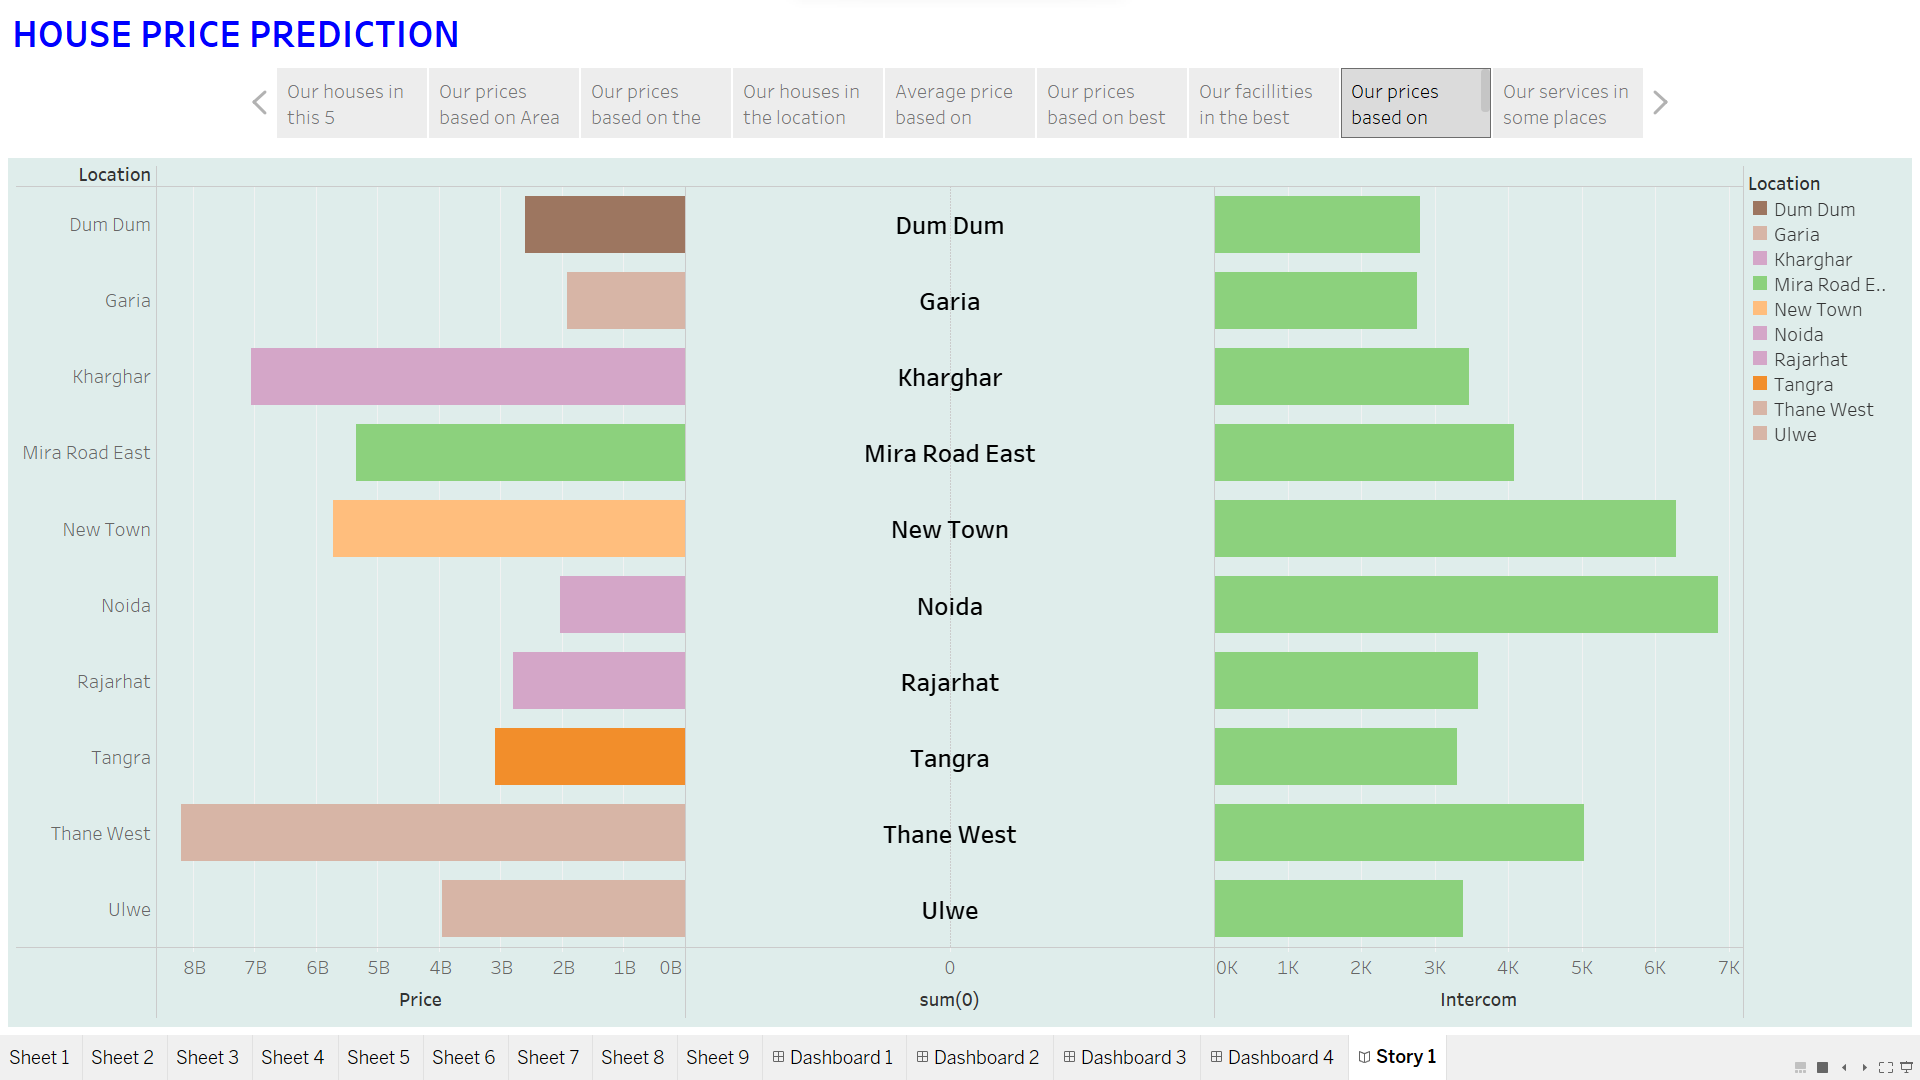 HOUSE PRICE PREDICTION
Our houses in
this 5
Our prices
based on Area
Our prices
based on the
Our houses in
the location
Average price
based on
Our prices
based on best
Our facillities
in the best
Our prices
based on
Our services in
some places
Location
Dum Dum
Garia
Kharghar
Mira Road East
New Town
Noida
Rajarhat
Tangra
Thane West
Ulwe
Dum Dum
Garia
Kharghar
Mira Road East
New Town
Noida
Rajarhat
Tangra
Thane West
Ulwe
8B 7B 6B 5B 4B 3B 2B 1B 0B
Price
0
sum(0)
0K 1K 2K 3K 4K 5K 6K 7K
Intercom
Location
Dum Dum
Garia
Kharghar
Mira Road E..
New Town
Noida
Rajarhat
Tangra
Thane West
Ulwe
Sheet 1 Sheet 2 Sheet 3 Sheet 4 Sheet 5 Sheet 6 Sheet 7 Sheet 8 Sheet 9 Dashboard 1 Dashboard 2 Dashboard 3 Dashboard 4 Story 1